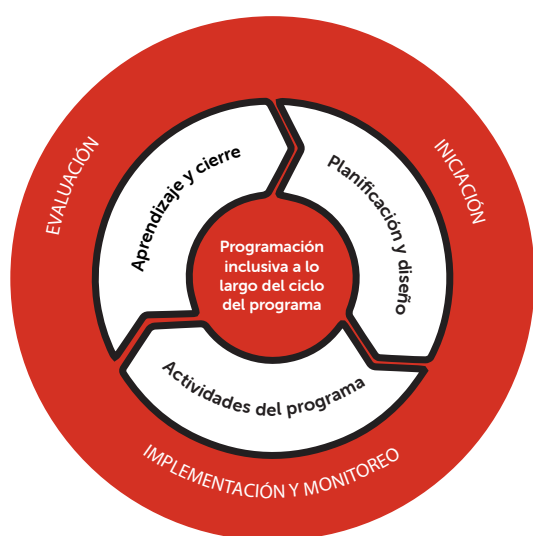 EVALUACIÓN
INICIACIÓN
Aprendizaje y cierre
Planificación y diseño
Programación
inclusiva a lo
largo del ciclo
del programa
Actividades del programa
IMPLEMENTACIÓN Y MONITOREO